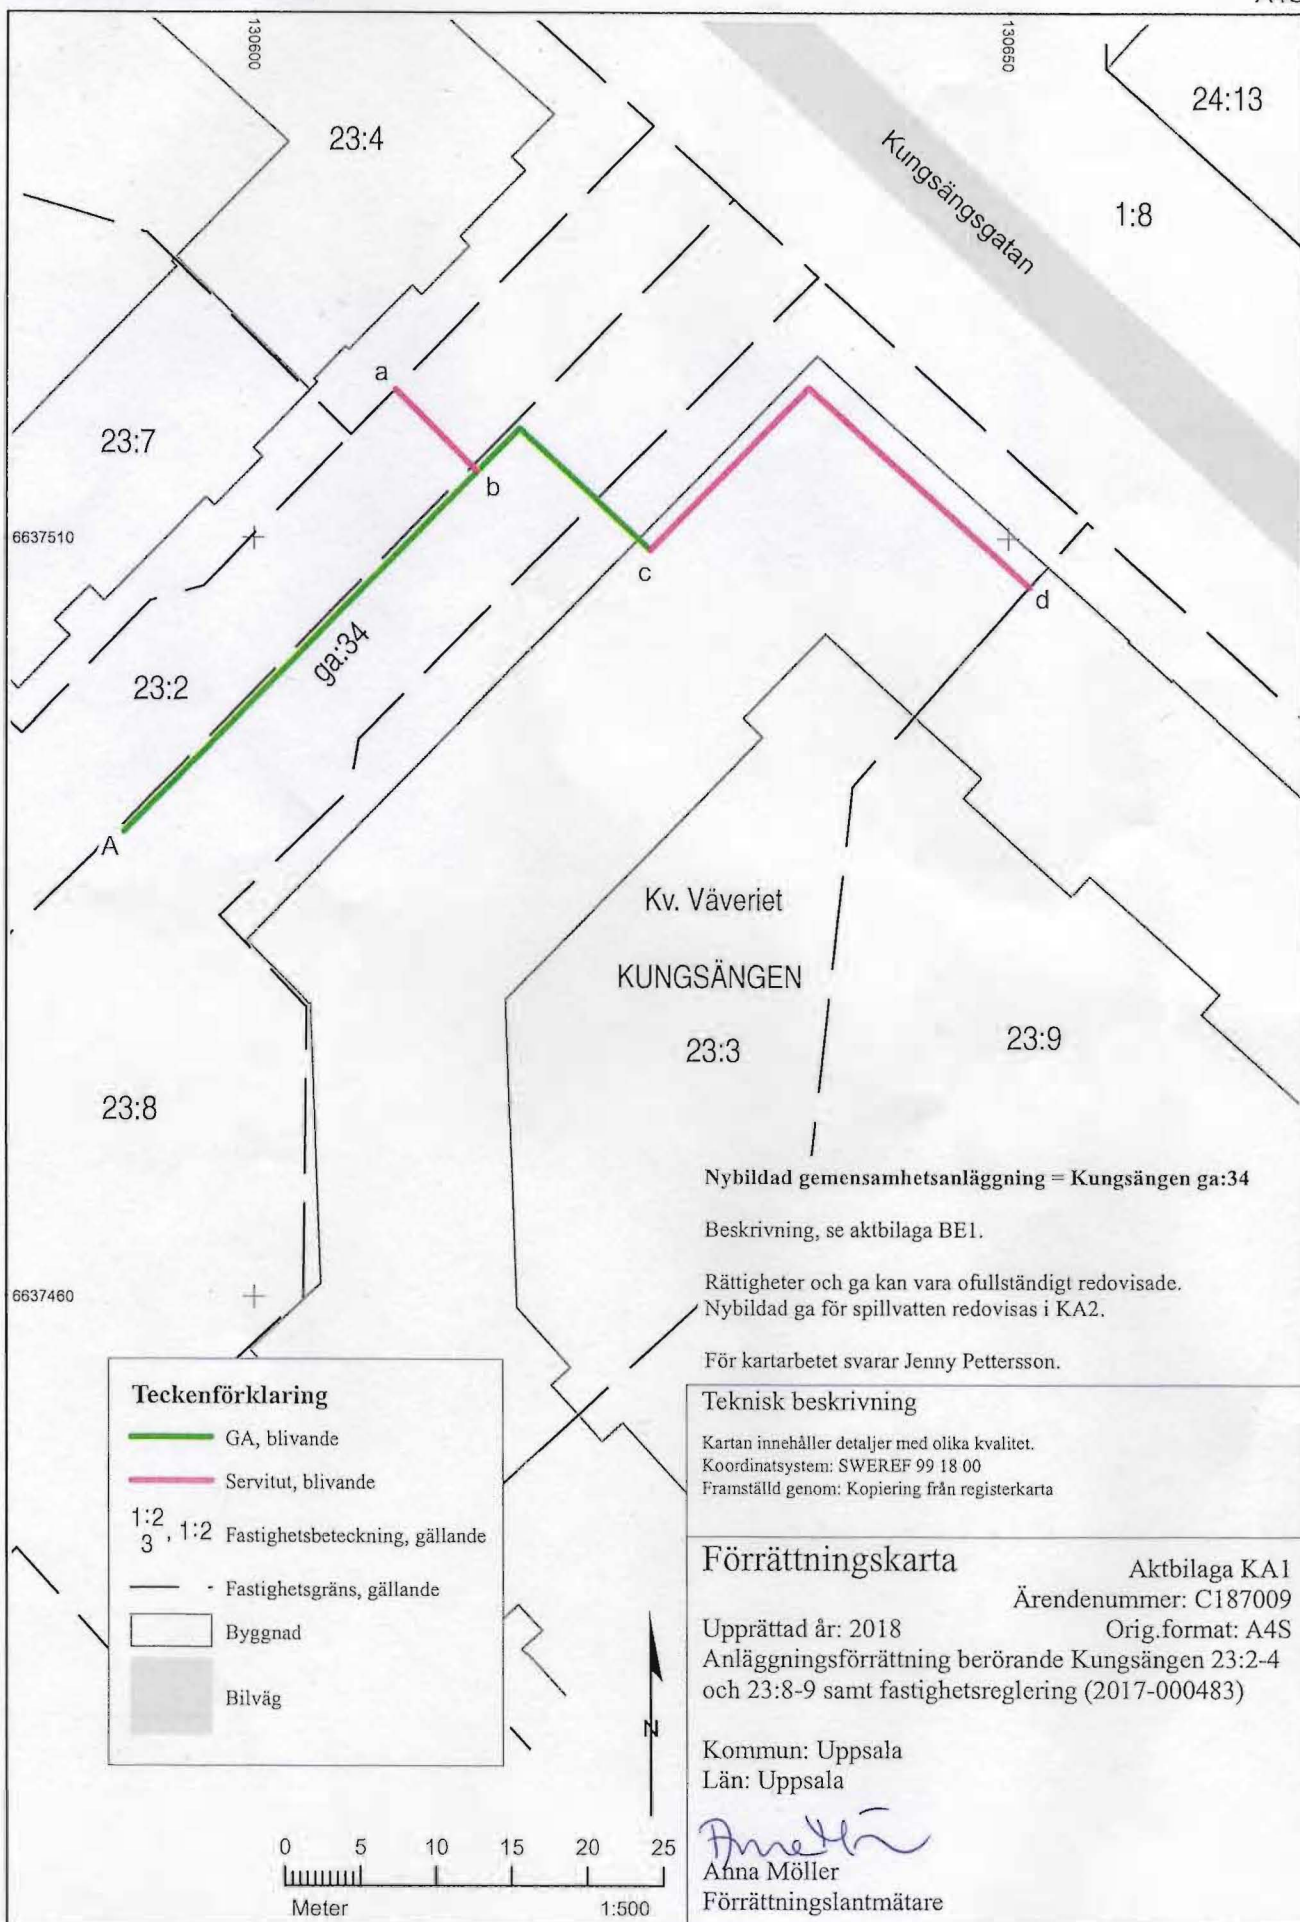 130600
130650
24:13
23:4
Kungsängsgatan
1:8
a
23:7
b
6637510
c
d
ga:34
23:2
A
Kv. Väveriet
KUNGSÄNGEN
23:3
23:9
23:8
Nybildad gemensamhetsanläggning = Kungsängen ga:34
Beskrivning, se aktbilaga BE1.
Rättigheter och ga kan vara ofullständigt redovisade.
Nybildad ga för spillvatten redovisas i KA2.
För kartarbetet svarar Jenny Pettersson.
6637460
Teckenförklaring
GA, blivande
Servitut, blivande
1:2
3 , 1:2 Fastighetsbeteckning, gällande
Fastighetsgräns, gällande
Byggnad
Bilväg
N
0 5 10 15 20 25
Meter 1:500
Teknisk beskrivning
Kartan innehåller detaljer med olika kvalitet.
Koordinatsystem: SWEREF 99 18 00
Framställd genom: Kopiering från registerkarta
Förrättningskarta
Aktbilaga KA1
Ärendenummer: C187009
Upprättad år: 2018 Orig.format: A4S
Anläggningsförrättning berörande Kungsängen 23:2-4
och 23:8-9 samt fastighetsreglering (2017-000483)
Kommun: Uppsala
Län: Uppsala
Anna Möller
Förrättningslantmätare